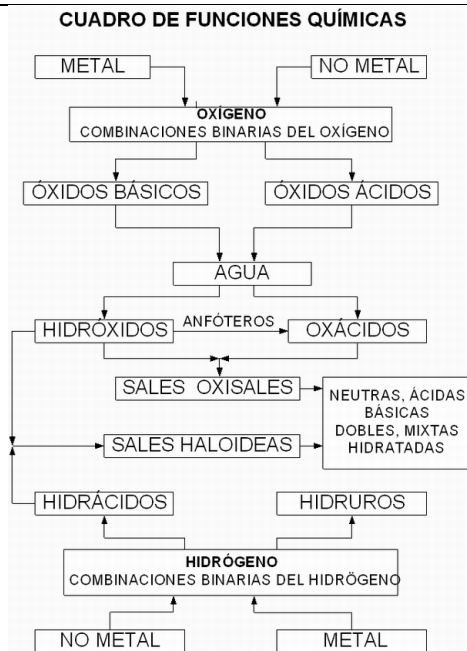 CUADRO DE FUNCIONES QUÍMICAS
METAL
NO METAL
OXÍGENO
COMBINACIONES BINARIAS DEL OXÍGENO
ÓXIDOS BÁSICOS
ÓXIDOS ÁCIDOS
AGUA
HIDRÓXIDOS
ANFÓTEROS
OXÁCIDOS
SALES OXISALES
NEUTRAS, ÁCIDAS
BÁSICAS
DOBLES, MIXTAS
HIDRATADAS
SALES HALOIDEAS
HIDRÁCIDOS
HIDRUROS
HIDRÓGENO
COMBINACIONES BINARIAS DEL HIDRÖGENO
NO METAL
METAL